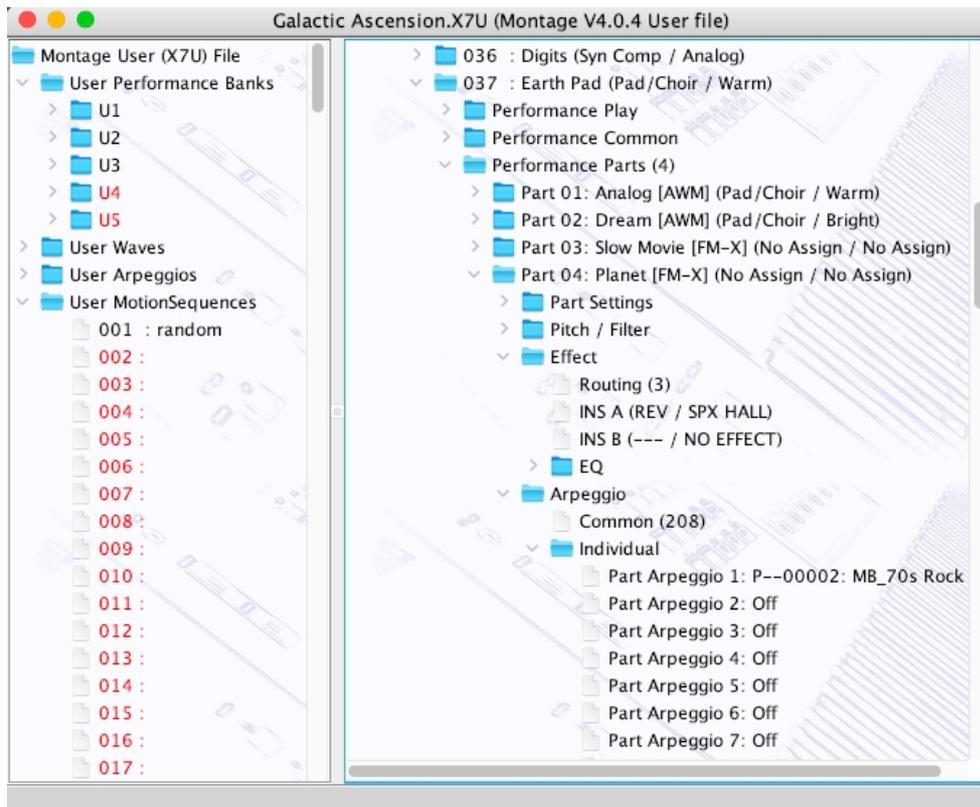 Galactic Ascension.X7U (Montage V4.0.4 User file)
Montage User (X7U) File
User Performance Banks
U1
U2
U3
U4
U5
User Waves
User Arpeggios
User MotionSequences
001 : random
002 :
003 :
004 :
005 :
006 :
007 :
008 :
009 :
010 :
011 :
012 :
013 :
014 :
015 :
016 :
017 :
036 : Digits (Syn Comp / Analog)
037 : Earth Pad (Pad/Choir / Warm)
Performance Play
Performance Common
Performance Parts (4)
Part 01: Analog [AWM] (Pad/Choir / Warm)
Part 02: Dream [AWM] (Pad/Choir / Bright)
Part 03: Slow Movie [FM-X] (No Assign / No Assign)
Part 04: Planet [FM-X] (No Assign / No Assign)
Part Settings
Pitch / Filter
Effect
Routing (3)
INS A (REV / SPX HALL)
INS B (--- / NO EFFECT)
EQ
Arpeggio
Common (208)
Individual
Part Arpeggio 1: P--00002: MB_70s Rock
Part Arpeggio 2: Off
Part Arpeggio 3: Off
Part Arpeggio 4: Off
Part Arpeggio 5: Off
Part Arpeggio 6: Off
Part Arpeggio 7: Off